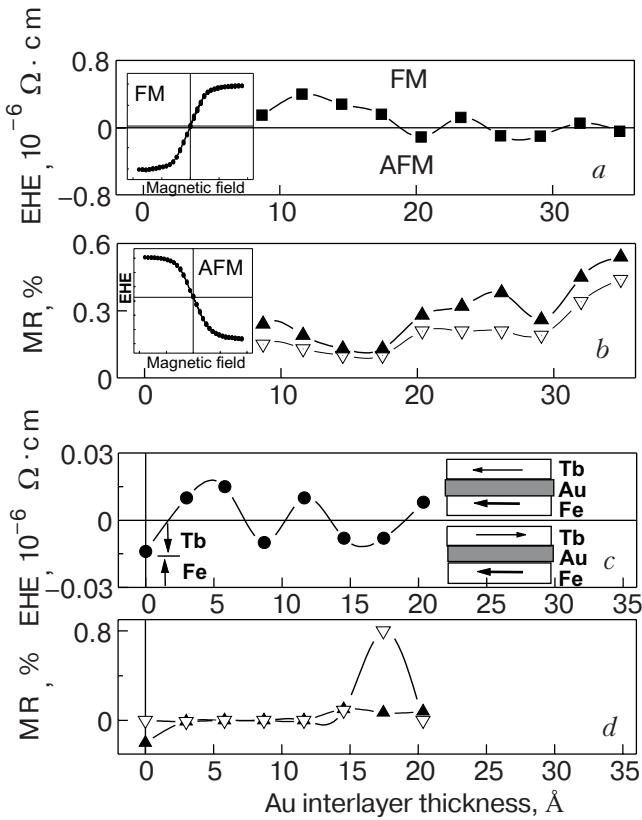 EHE, 10⁻⁶ Ω · cm
0.8
0
−0.8
FM
AFM
FM
Magnetic field
a
0 10 20 30
MR, %
0.6
0.3
0
AFM
EHE
Magnetic field
b
0 10 20 30
EHE 10⁻⁶ Ω · cm
0.03
0
−0.03
Tb
Fe
Tb
Au
Fe
Tb
Au
Fe
c
0 5 10 15 20 25 30 35
MR, %
0.8
0
d
0 5 10 15 20 25 30 35
Au interlayer thickness, Å